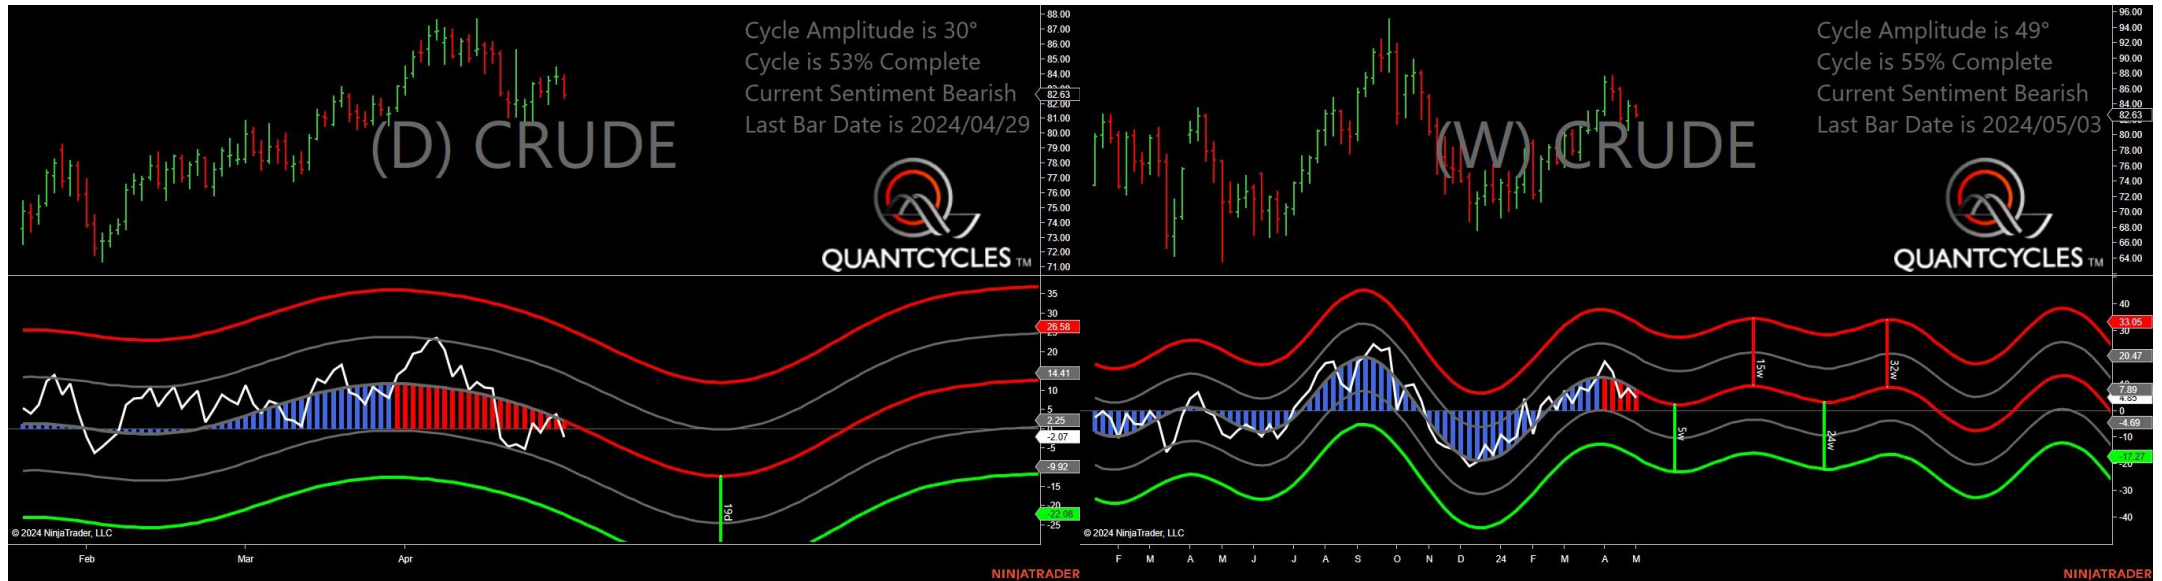 Cycle Amplitude is 30°
Cycle is 53% Complete
Current Sentiment Bearish
Last Bar Date is 2024/04/29
(D) CRUDE
QUANTCYCLES TM
88.00
87.00
86.00
85.00
84.00
82.63
82.00
81.00
80.00
79.00
78.00
77.00
76.00
75.00
74.00
73.00
72.00
71.00
35
30
26.58
20
14.41
10
5
2.25
-2.07
-5
-9.92
-15
-20
-22.08
-25
19d
© 2024 NinjaTrader, LLC
Feb Mar Apr
NINJATRADER
Cycle Amplitude is 49°
Cycle is 55% Complete
Current Sentiment Bearish
Last Bar Date is 2024/05/03
(W) CRUDE
QUANTCYCLES TM
96.00
94.00
92.00
90.00
88.00
86.00
84.00
82.63
80.00
78.00
76.00
74.00
72.00
70.00
68.00
66.00
64.00
40
33.05
30
20.47
7.89
4.85
0
-4.69
-10
-17.27
-20
-30
-40
5w
15w
24w
32w
© 2024 NinjaTrader, LLC
F M A M J J A S O N D 24 F M A M
NINJATRADER